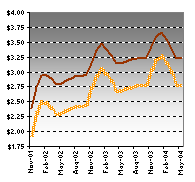 $4.00
$3.75
$3.50
$3.25
$3.00
$2.75
$2.50
$2.25
$2.00
$1.75
Nov-01
Feb-02
May-02
Aug-02
Nov-02
Feb-03
May-03
Aug-03
Nov-03
Feb-04
May-04